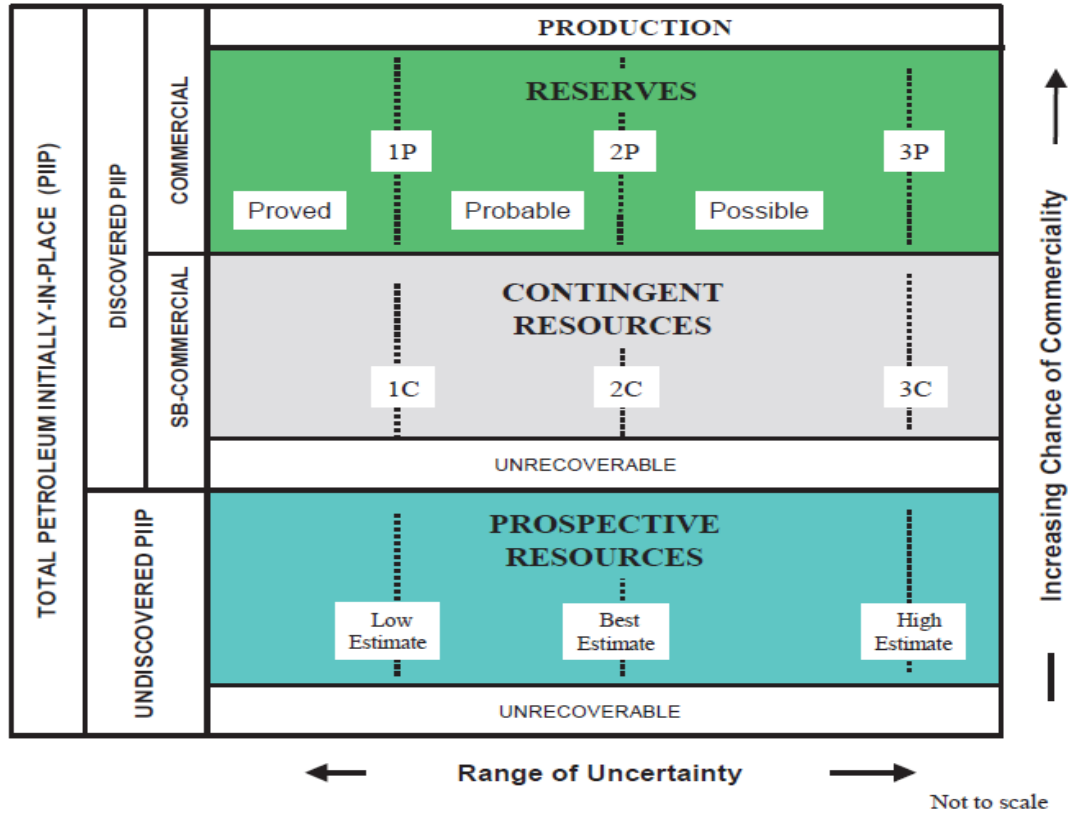 TOTAL PETROLEUM INITIALLY-IN-PLACE (PIIP)
DISCOVERED PIIP
UNDISCOVERED PIIP
COMMERCIAL
SB-COMMERCIAL
PRODUCTION
RESERVES
1P
2P
3P
Proved
Probable
Possible
CONTINGENT
RESOURCES
1C
2C
3C
UNRECOVERABLE
PROSPECTIVE
RESOURCES
Low
Estimate
Best
Estimate
High
Estimate
UNRECOVERABLE
Increasing Chance of Commerciality
Range of Uncertainty
Not to scale